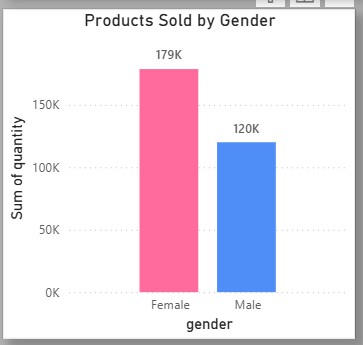 Products Sold by Gender
179K
120K
150K
100K
50K
0K
Sum of quantity
Female Male
gender